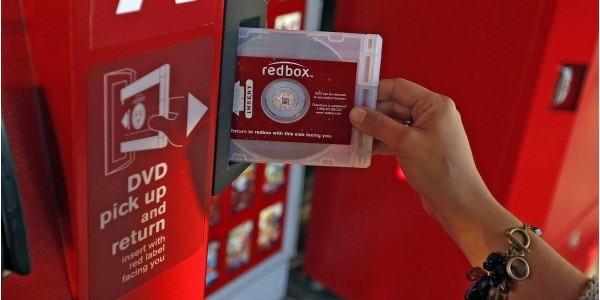 DVD
pick up
and
return
insert with
red label
facing you
redbox
INSERT
Return to redbox with this side facing you.
redbox